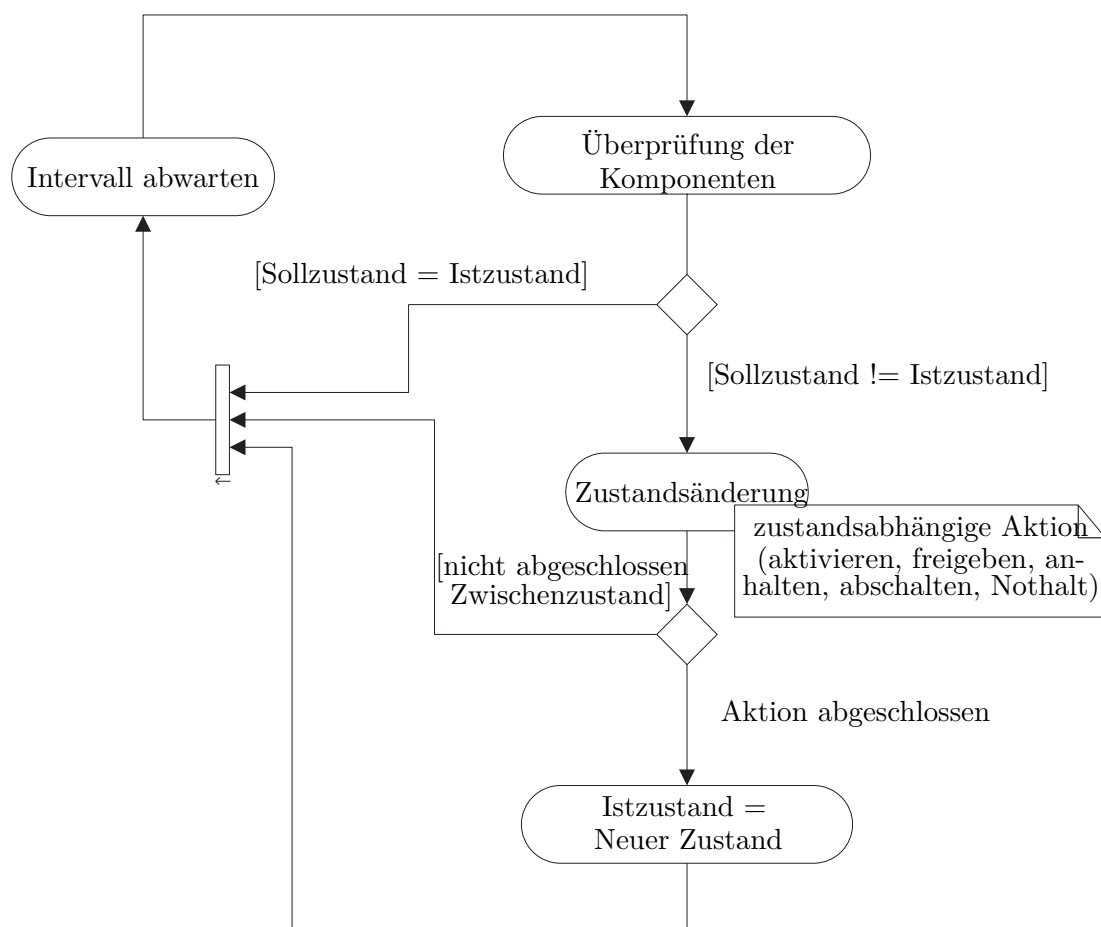 Überprüfung der
Komponenten
Intervall abwarten
[Sollzustand = Istzustand]
[Sollzustand != Istzustand]
Zustandsänderung
zustandsabhängige Aktion
(aktivieren, freigeben, an-
halten, abschalten, Nothalt)
[nicht abgeschlossen
Zwischenzustand]
Aktion abgeschlossen
Istzustand =
Neuer Zustand